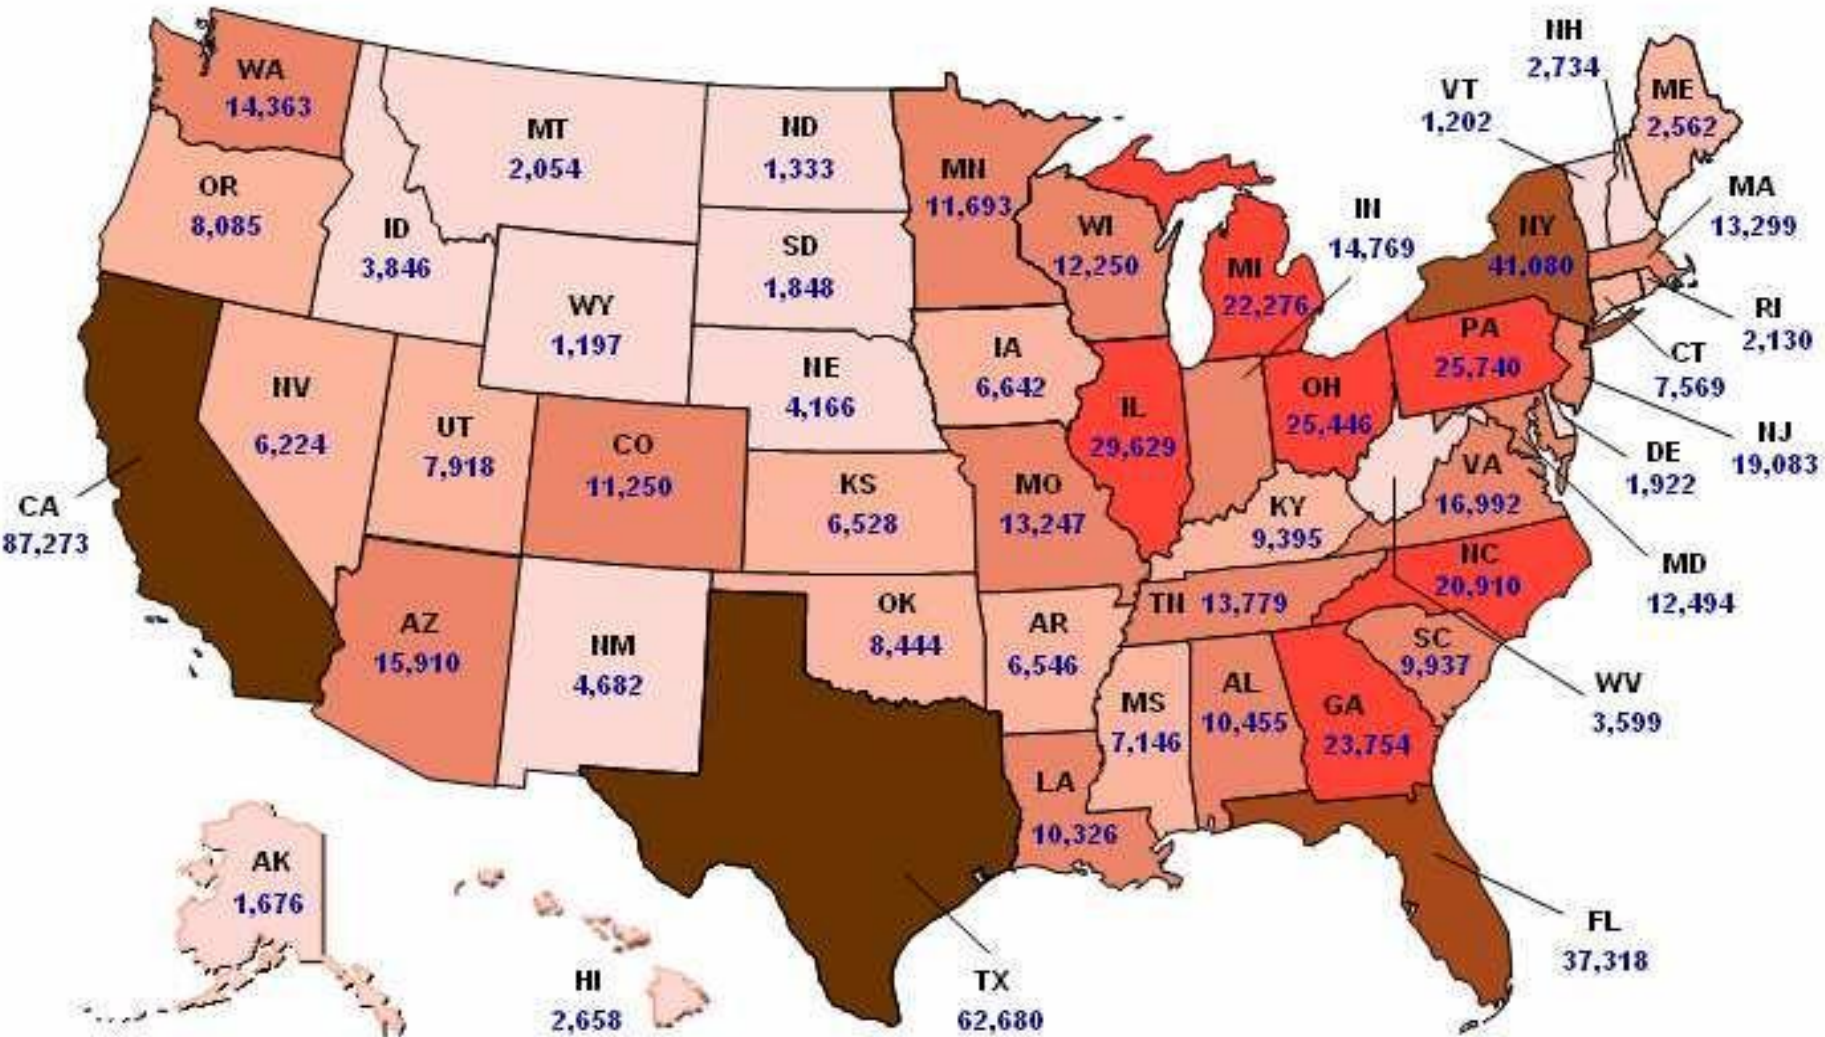 WA
14,363
OR
8,085
CA
87,273
NV
6,224
ID
3,846
MT
2,054
WY
1,197
UT
7,918
CO
11,250
AZ
15,910
NM
4,682
ND
1,333
SD
1,848
NE
4,166
KS
6,528
OK
8,444
TX
62,680
MN
11,693
IA
6,642
MO
13,247
AR
6,546
LA
10,326
WI
12,250
IL
29,629
MI
22,276
IN
14,769
OH
25,446
KY
9,395
TN 13,779
MS
7,146
AL
10,455
GA
23,754
FL
37,318
SC
9,937
NC
20,910
VA
16,992
WV
3,599
MD
12,494
DE
1,922
NJ
19,083
PA
25,740
NY
41,080
CT
7,569
RI
2,130
MA
13,299
VT
1,202
NH
2,734
ME
2,562
AK
1,676
HI
2,658